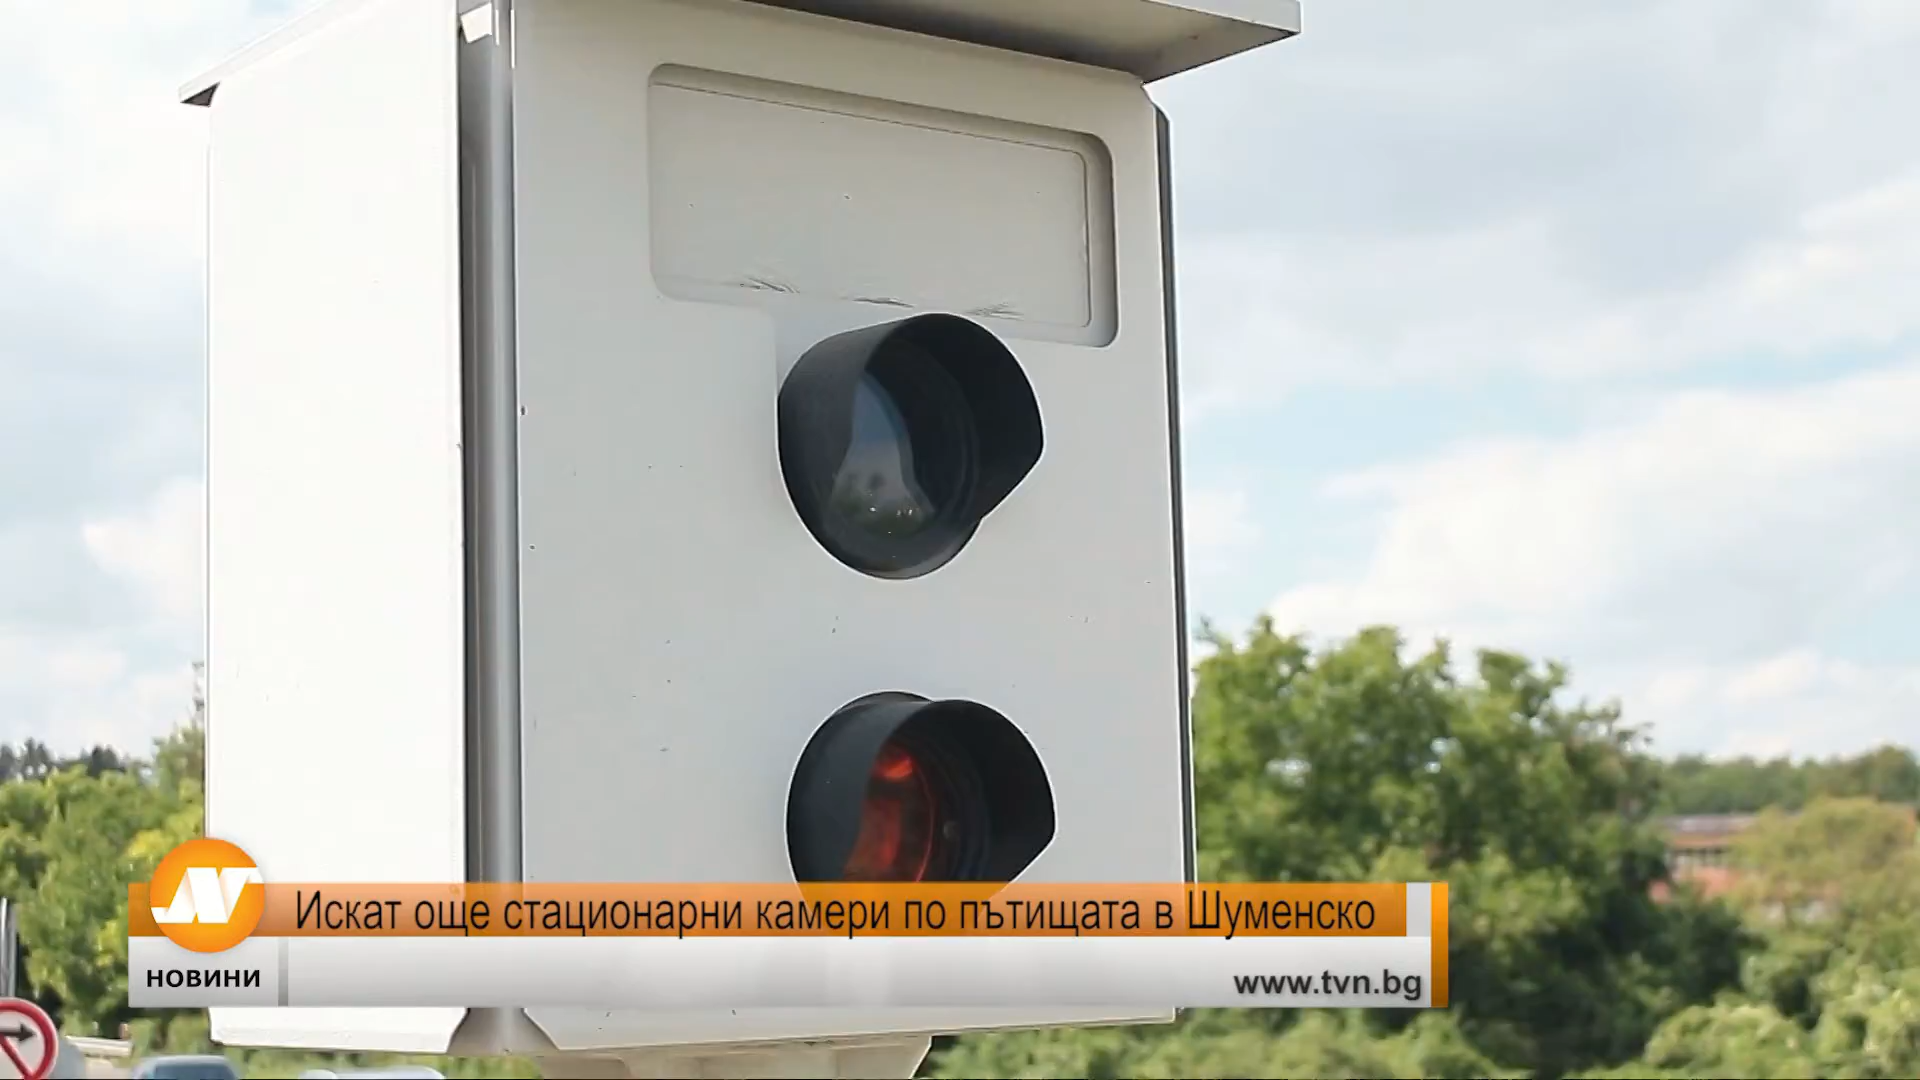 Искат още стационарни камери по пътищата в Шуменско
НОВИНИ
www.tvn.bg